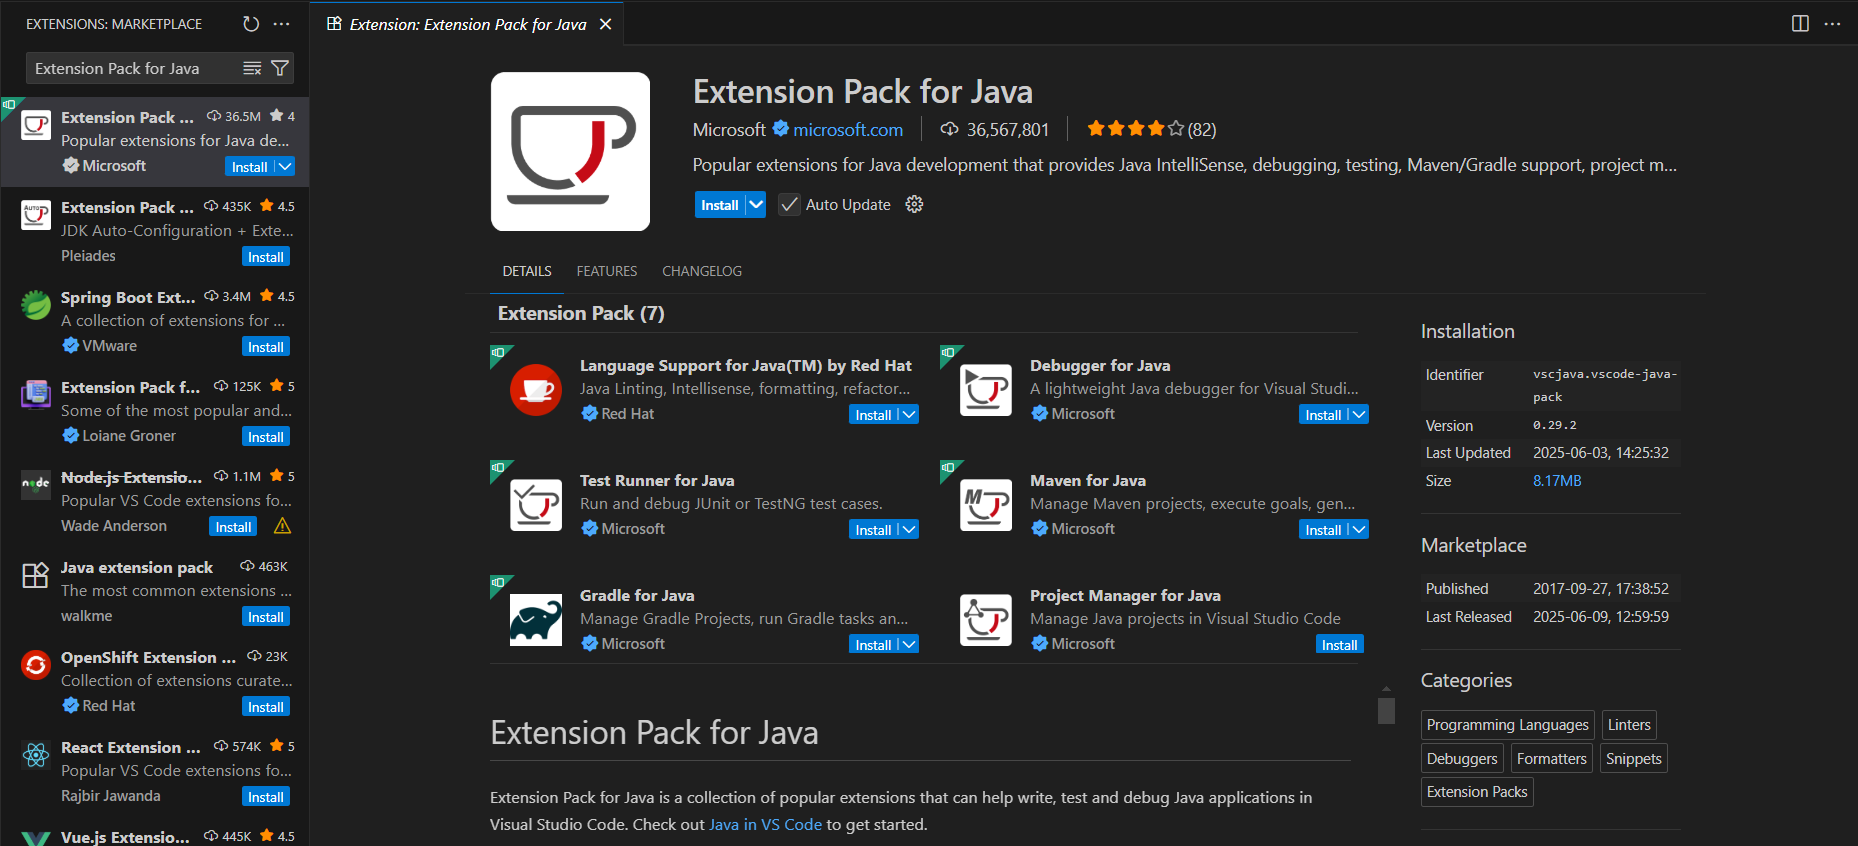 EXTENSIONS: MARKETPLACE
Extension Pack for Java
Extension Pack ... 36.5M 4
Popular extensions for Java de...
Microsoft Install
Extension Pack ... 435K 4.5
JDK Auto-Configuration + Exte...
Pleiades Install
Spring Boot Ext... 3.4M 4.5
A collection of extensions for ...
VMware Install
Extension Pack f... 125K 5
Some of the most popular and...
Loiane Groner Install
Node.js Extensio... 1.1M 5
Popular VS Code extensions fo...
Wade Anderson Install
Java extension pack 463K
The most common extensions ...
walkme Install
OpenShift Extension ... 23K
Collection of extensions curate...
Red Hat Install
React Extension ... 574K 5
Popular VS Code extensions fo...
Rajbir Jawanda Install
Vue.js Extensio... 445K 4.5
Extension: Extension Pack for Java
Extension Pack for Java
Microsoft microsoft.com 36,567,801 (82)
Popular extensions for Java development that provides Java IntelliSense, debugging, testing, Maven/Gradle support, project m...
Install Auto Update
DETAILS FEATURES CHANGELOG
Extension Pack (7)
Language Support for Java(TM) by Red Hat
Java Linting, Intellisense, formatting, refactor...
Red Hat Install
Debugger for Java
A lightweight Java debugger for Visual Studi...
Microsoft Install
Test Runner for Java
Run and debug JUnit or TestNG test cases.
Microsoft Install
Maven for Java
Manage Maven projects, execute goals, gen...
Microsoft Install
Gradle for Java
Manage Gradle Projects, run Gradle tasks an...
Microsoft Install
Project Manager for Java
Manage Java projects in Visual Studio Code
Microsoft Install
Extension Pack for Java
Extension Pack for Java is a collection of popular extensions that can help write, test and debug Java applications in
Visual Studio Code. Check out Java in VS Code to get started.
Installation
Identifier vscjava.vscode-java-
pack
Version 0.29.2
Last Updated 2025-06-03, 14:25:32
Size 8.17MB
Marketplace
Published 2017-09-27, 17:38:52
Last Released 2025-06-09, 12:59:59
Categories
Programming Languages Linters
Debuggers Formatters Snippets
Extension Packs